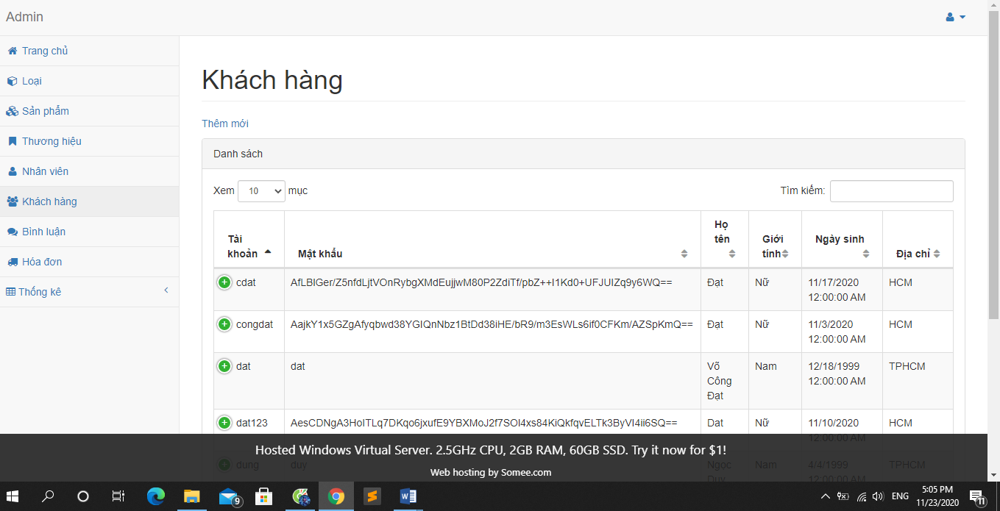 Admin
Trang chủ
Loại
Sản phẩm
Thương hiệu
Nhân viên
Khách hàng
Bình luận
Hóa đơn
Thống kê
Khách hàng
Thêm mới
Danh sách
Xem 10 mục
Tìm kiếm:
Tài khoản Mật khẩu Họ tên Giới tính Ngày sinh Địa chỉ
cdat AfLBIGer/Z5nfdLjtVOnRybgXMdEujjwM80P2ZdiTf/pbZ++I1Kd0+UFJUIZq9y6WQ== Đạt Nữ 11/17/2020 12:00:00 AM HCM
congdat AajkY1x5GZgAfyqbwd38YGIQnNbz1BtDd38iHE/bR9/m3EsWLs6if0CFKm/AZSpKmQ== Đạt Nữ 11/3/2020 12:00:00 AM HCM
dat dat Võ Công Đạt Nam 12/18/1999 12:00:00 AM TPHCM
dat123 AesCDNgA3HoITLq7DKqo6jxufE9YBXMoJ2f7SOI4xs84KiQkfqvELTk3ByVI4ii6SQ== Dat Nữ 11/10/2020 12:00:00 AM HCM
dung duy Ngọc Duy Nam 4/4/1999 12:00:00 AM TPHCM
Hosted Windows Virtual Server. 2.5GHz CPU, 2GB RAM, 60GB SSD. Try it now for $1!
Web hosting by Somee.com
9
ENG
5:05 PM
11/23/2020
11